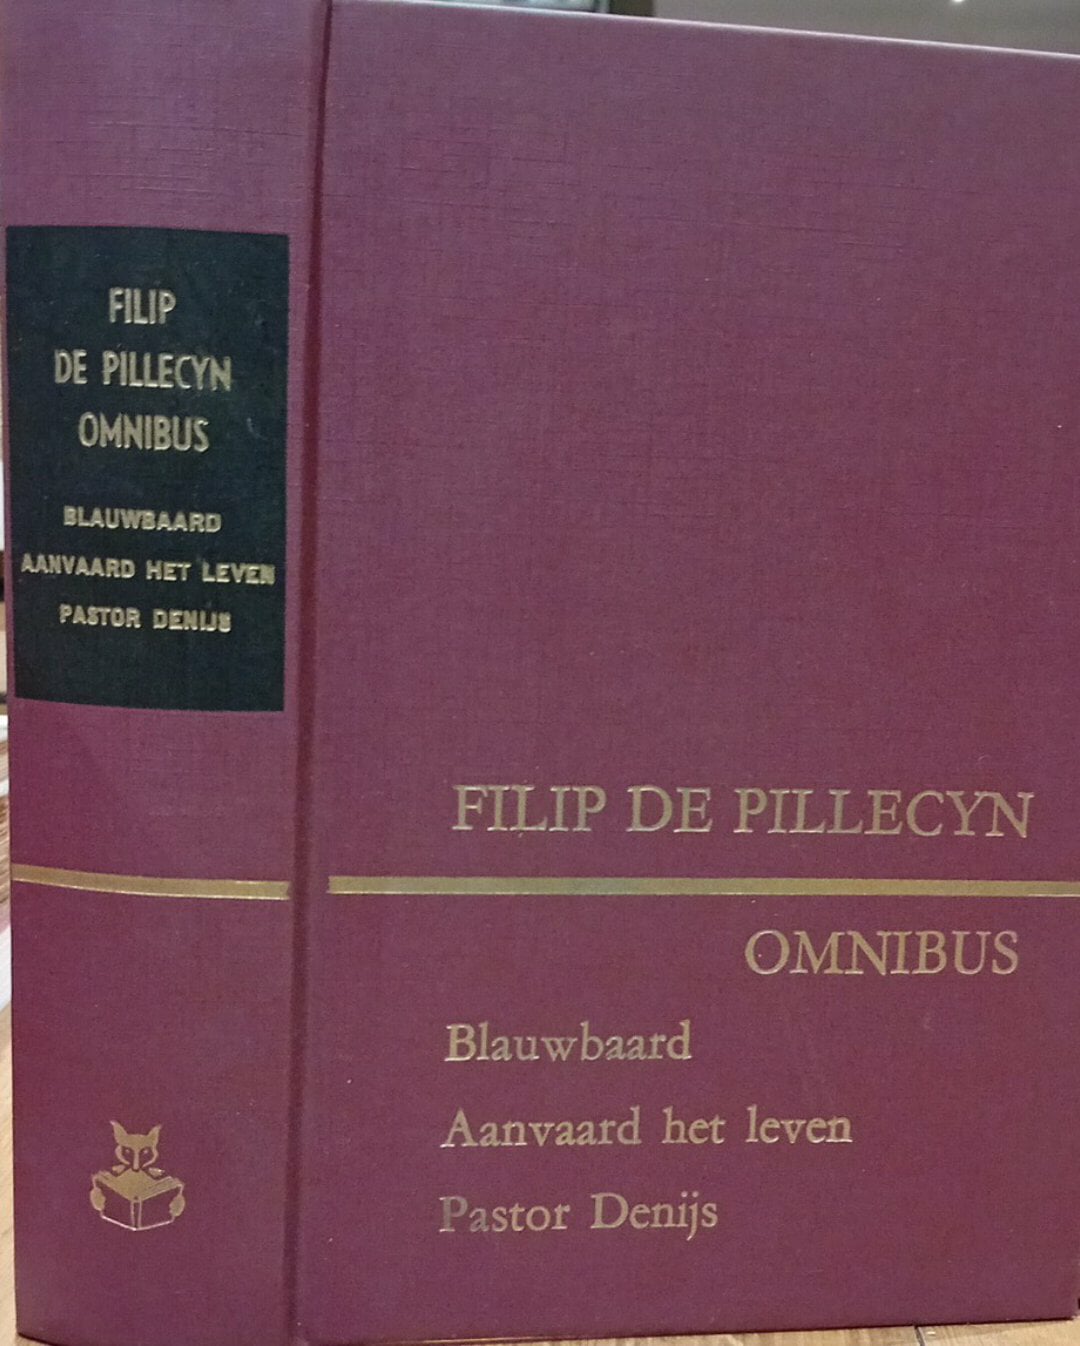 FILIP
DE PILLECYN
OMNIBUS
BLAUWBAARD
AANVAARD HET LEVEN
PASTOR DENIJS
FILIP DE PILLECYN
OMNIBUS
Blauwbaard
Aanvaard het leven
Pastor Denijs